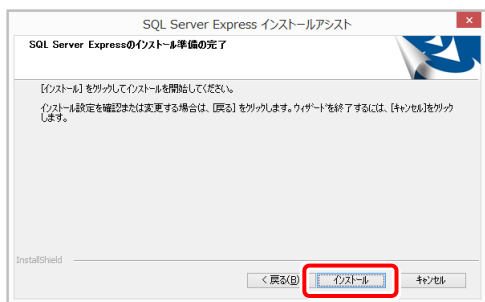 SQL Server Express インストールアシスト
SQL Server Expressのインストール準備の完了
[インストール] をクリックしてインストールを開始してください。
インストール設定を確認または変更する場合は、[戻る] をクリックします。ウィザードを終了するには、[キャンセル]をクリック
します。
InstallShield
< 戻る(B)
インストール
キャンセル